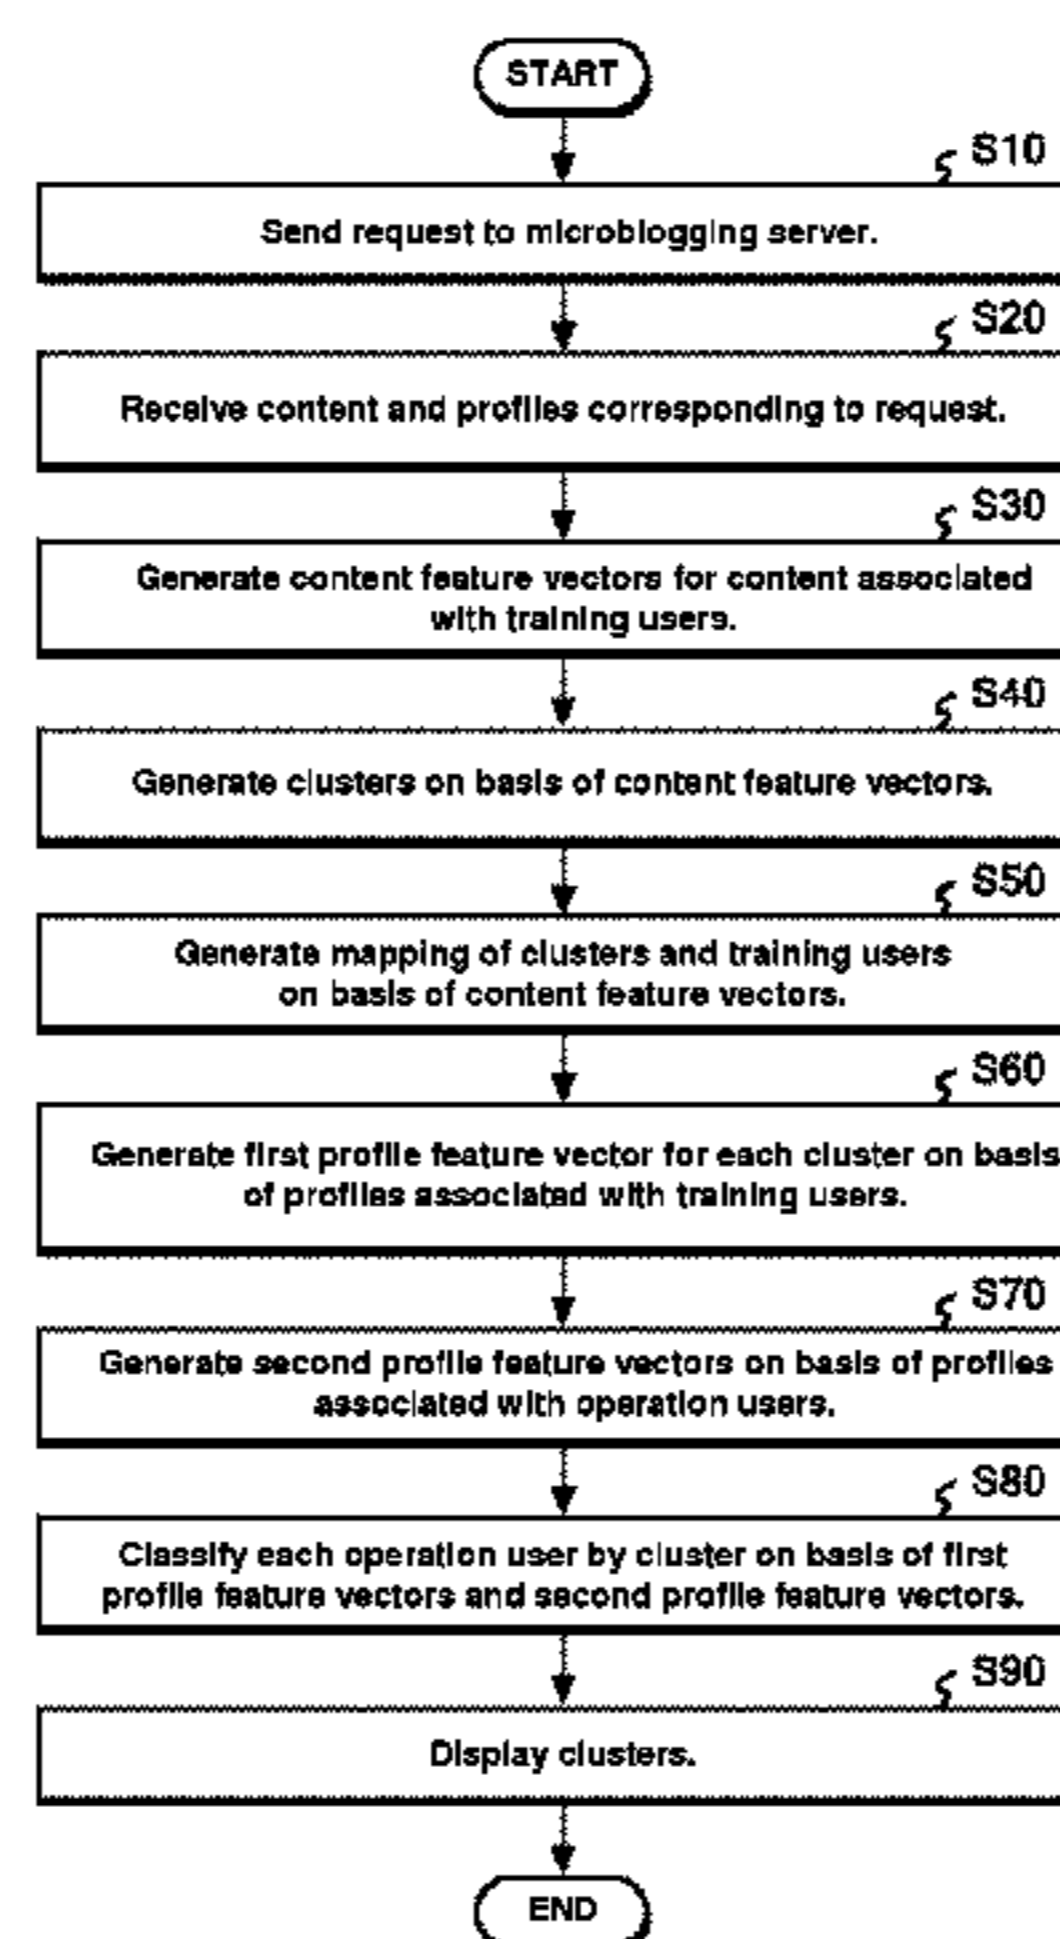 START
S10
Send request to microblogging server.
S20
Receive content and profiles corresponding to request.
S30
Generate content feature vectors for content associated
with training users.
S40
Generate clusters on basis of content feature vectors.
S50
Generate mapping of clusters and training users
on basis of content feature vectors.
S60
Generate first profile feature vector for each cluster on basis
of profiles associated with training users.
S70
Generate second profile feature vectors on basis of profiles
associated with operation users.
S80
Classify each operation user by cluster on basis of first
profile feature vectors and second profile feature vectors.
S90
Display clusters.
END